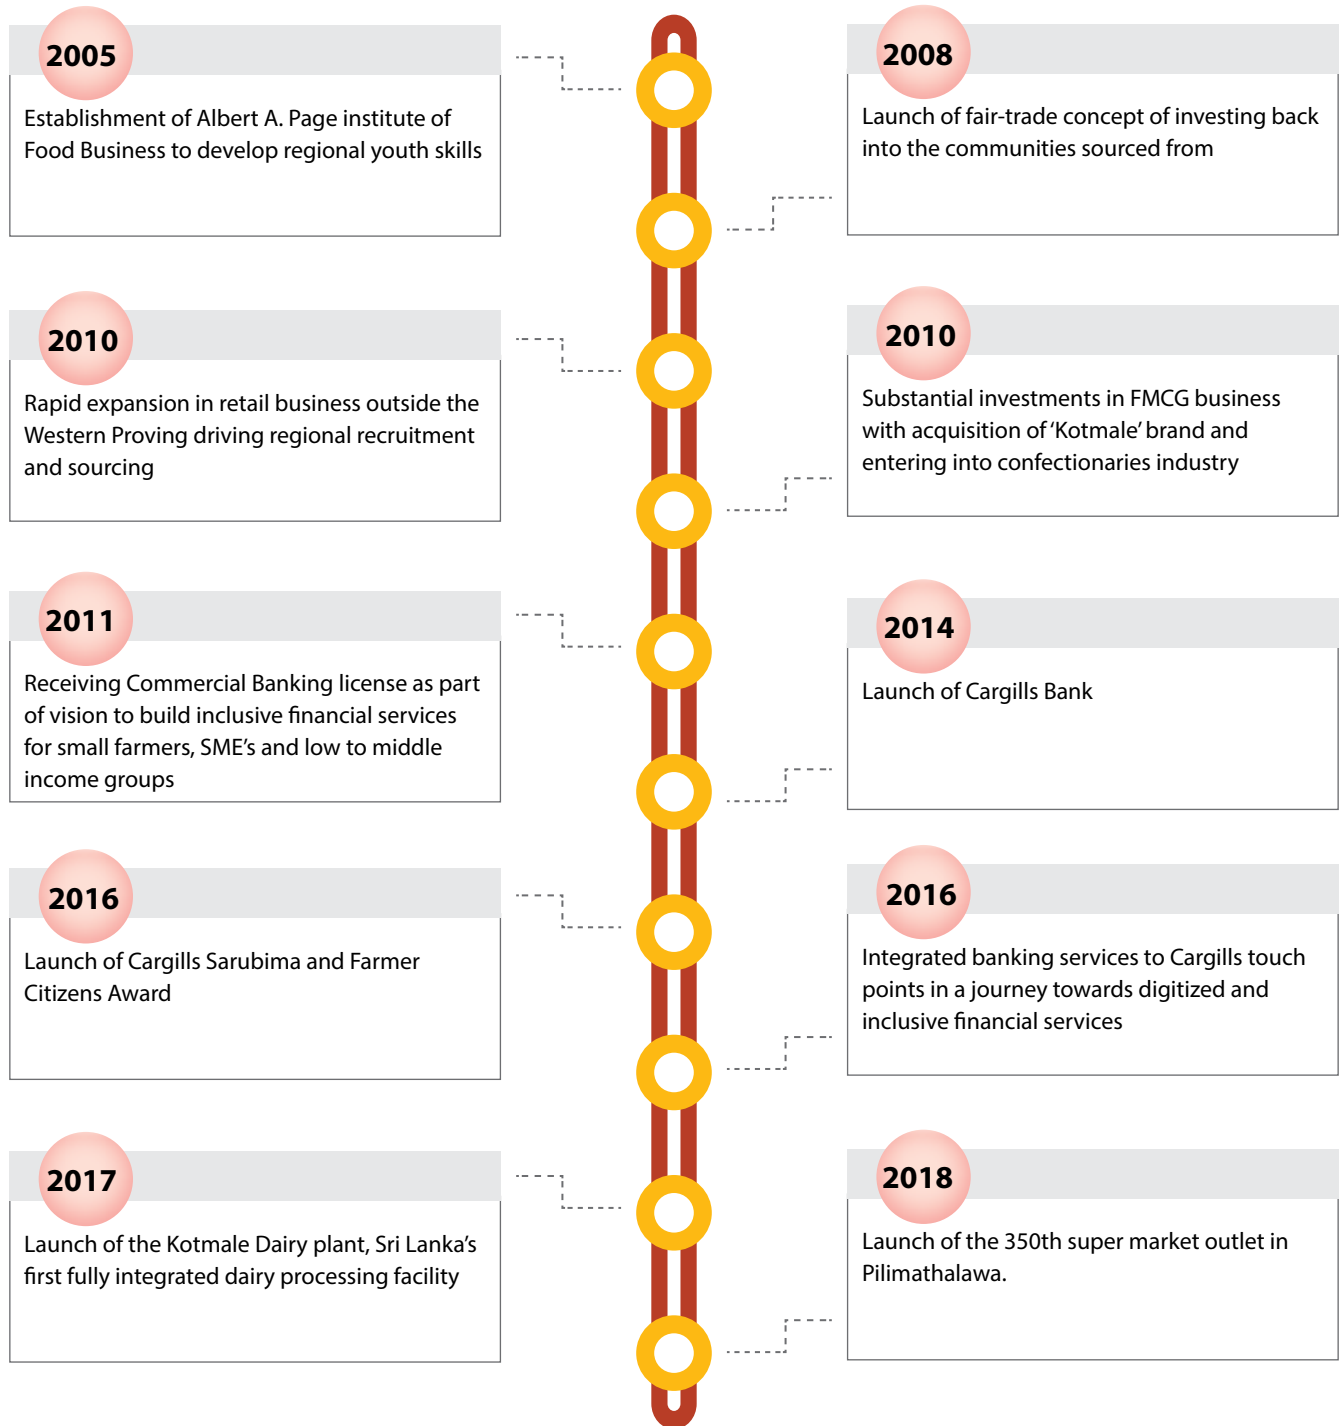 2005
Establishment of Albert A. Page institute of
Food Business to develop regional youth skills
2008
Launch of fair-trade concept of investing back
into the communities sourced from
2010
Rapid expansion in retail business outside the
Western Proving driving regional recruitment
and sourcing
2010
Substantial investments in FMCG business
with acquisition of ‘Kotmale’ brand and
entering into confectionaries industry
2011
Receiving Commercial Banking license as part
of vision to build inclusive financial services
for small farmers, SME’s and low to middle
income groups
2014
Launch of Cargills Bank
2016
Launch of Cargills Sarubima and Farmer
Citizens Award
2016
Integrated banking services to Cargills touch
points in a journey towards digitized and
inclusive financial services
2017
Launch of the Kotmale Dairy plant, Sri Lanka’s
first fully integrated dairy processing facility
2018
Launch of the 350th super market outlet in
Pilimathalawa.